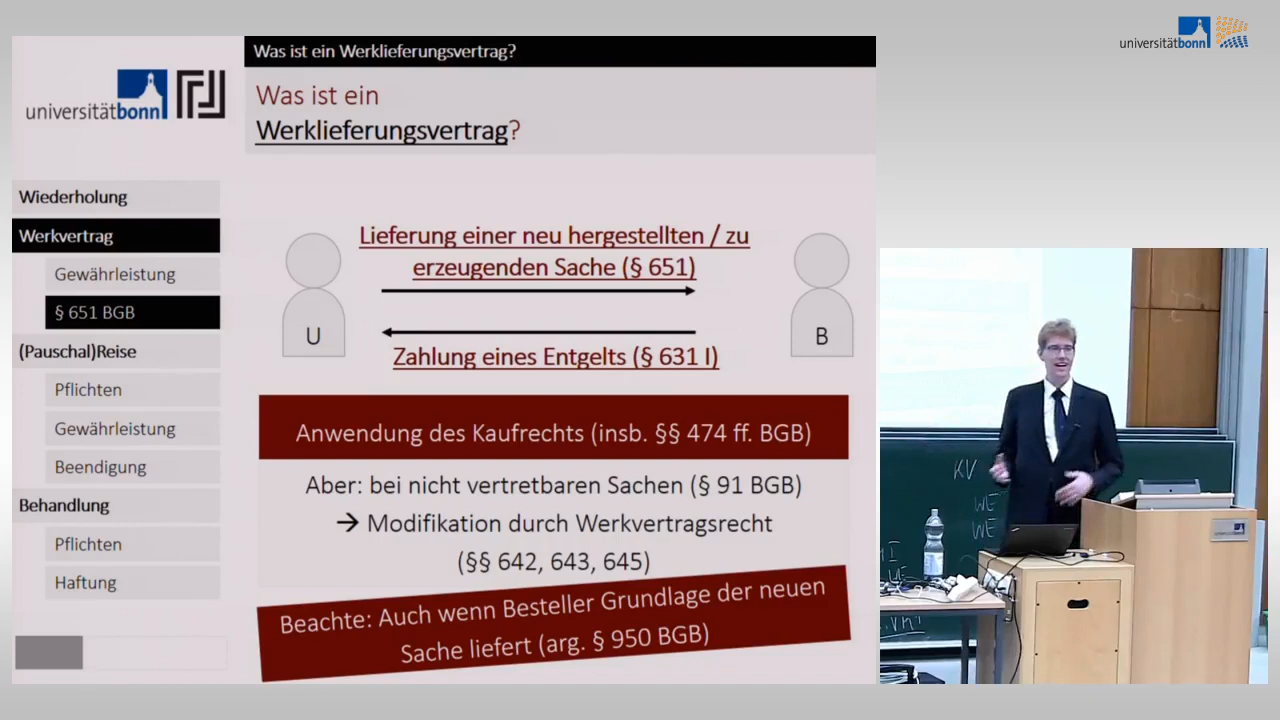 universitätbonn
Was ist ein Werklieferungsvertrag?
universitätbonn
Was ist ein
Werklieferungsvertrag?
Wiederholung
Werkvertrag
Gewährleistung
§ 651 BGB
(Pauschal)Reise
Pflichten
Gewährleistung
Beendigung
Behandlung
Pflichten
Haftung
Lieferung einer neu hergestellten / zu
erzeugenden Sache (§ 651)
U
B
Zahlung eines Entgelts (§ 631 I)
Anwendung des Kaufrechts (insb. §§ 474 ff. BGB)
Aber: bei nicht vertretbaren Sachen (§ 91 BGB)
→ Modifikation durch Werkvertragsrecht
(§§ 642, 643, 645)
Beachte: Auch wenn Besteller Grundlage der neuen
Sache liefert (arg. § 950 BGB)
KV
WE
WE